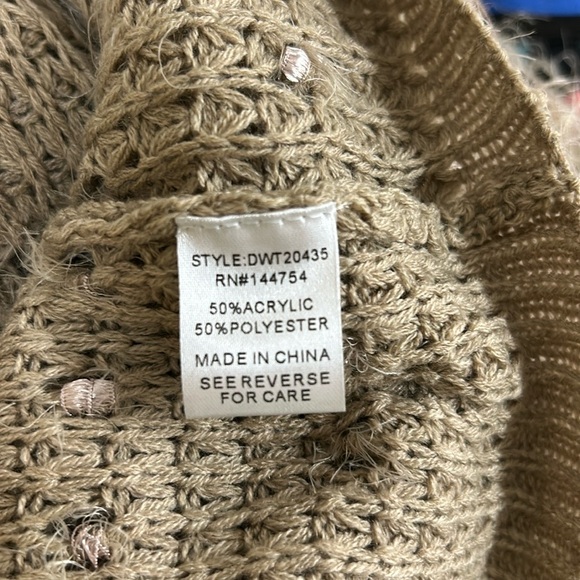 STYLE:DWT20435
RN#144754
50%ACRYLIC
50%POLYESTER
MADE IN CHINA
SEE REVERSE
FOR CARE